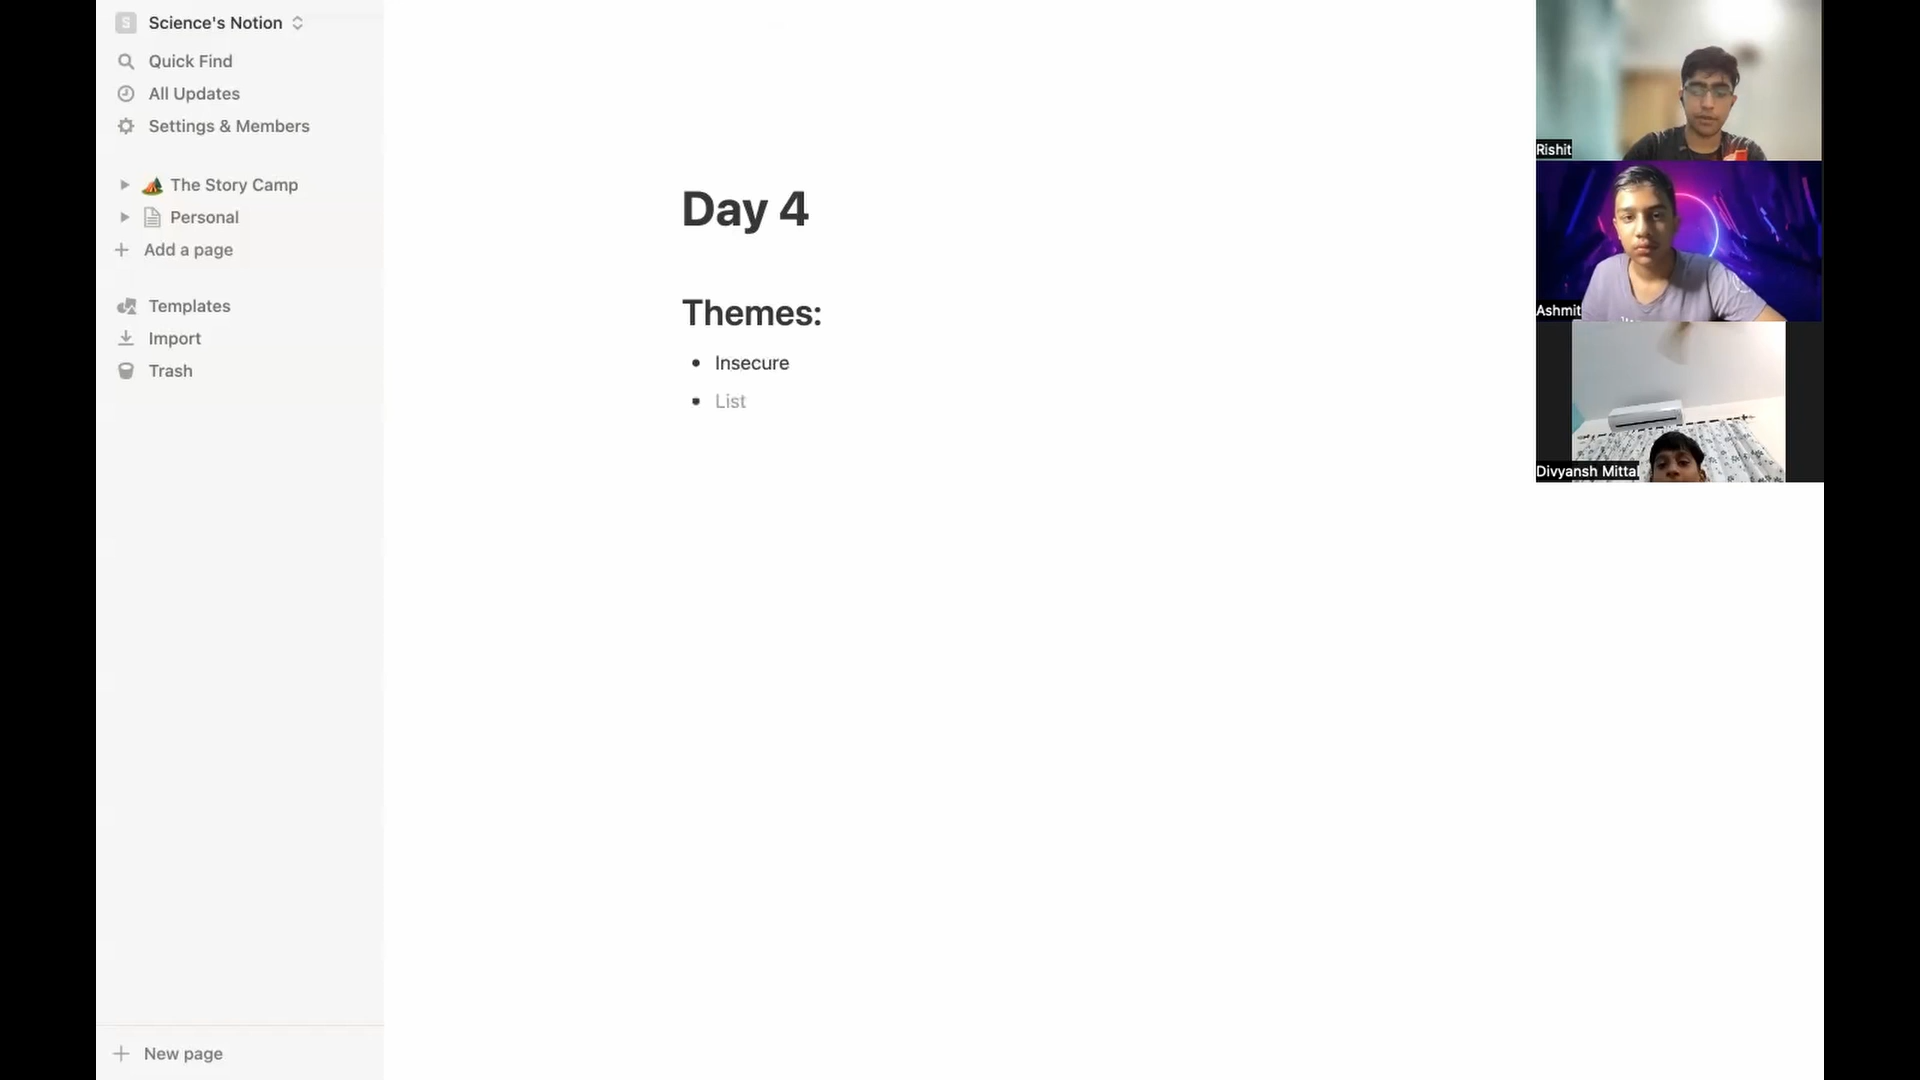 S Science's Notion
Quick Find
All Updates
Settings & Members
The Story Camp
Personal
Add a page
Templates
Import
Trash
New page
Day 4
Themes:
Insecure
List
Rishit
Ashmit
Divyansh Mittal